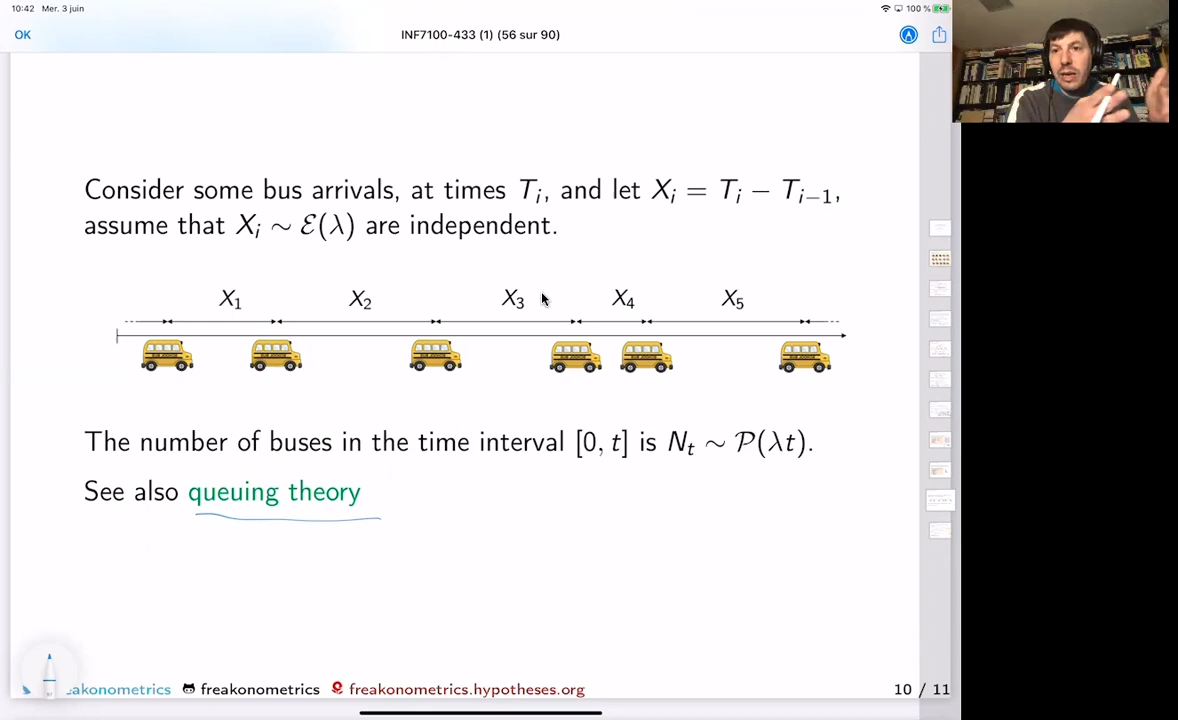 10:42 Mer. 3 juin
100 %
OK
INF7100-433 (1) (56 sur 90)
Consider some bus arrivals, at times Tᵢ, and let Xᵢ = Tᵢ − Tᵢ₋₁,
assume that Xᵢ ∼ ℰ(λ) are independent.
X₁ X₂ X₃ X₄ X₅
The number of buses in the time interval [0, t] is Nₜ ∼ 𝒫(λt).
See also queuing theory
akonometrics freakonometrics freakonometrics.hypotheses.org
10 / 11